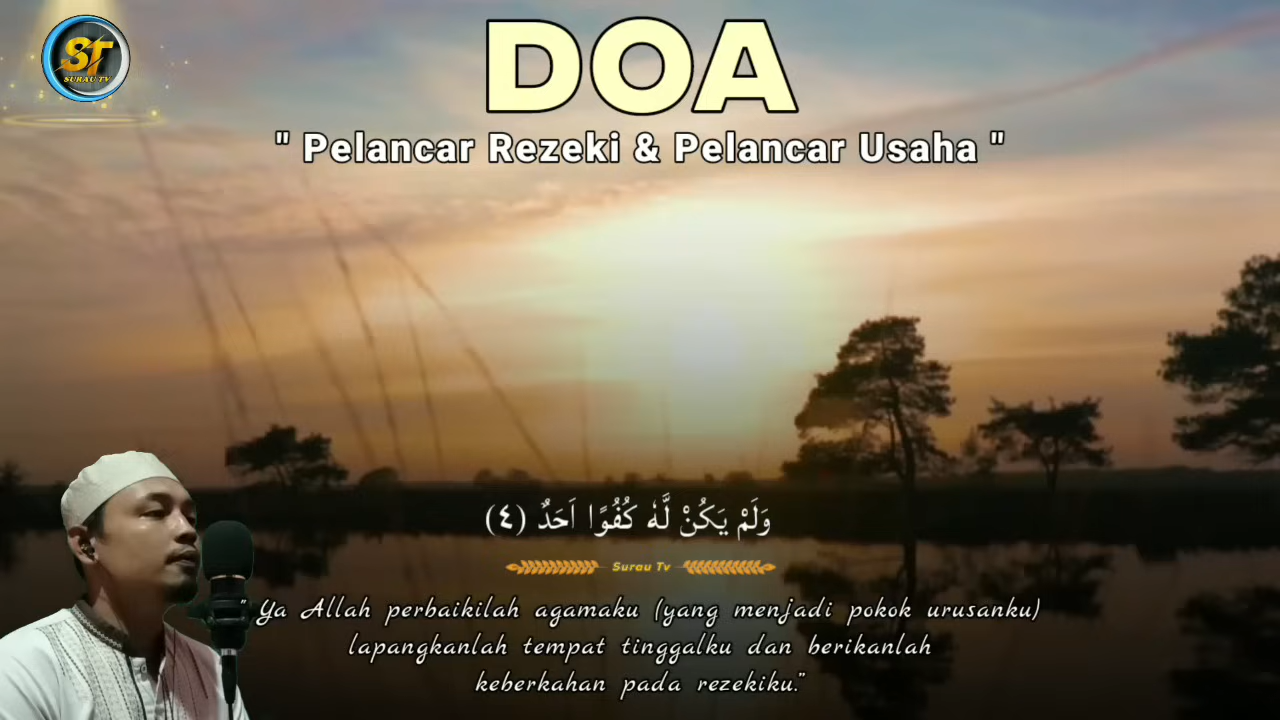 ST
SURAU TV
DOA
" Pelancar Rezeki & Pelancar Usaha "
وَلَمْ يَكُنْ لَّهٗ كُفُوًا اَحَدٌ (٤)
Surau Tv
" Ya Allah perbaikilah agamaku (yang menjadi pokok urusanku)
lapangkanlah tempat tinggalku dan berikanlah
keberkahan pada rezekiku."